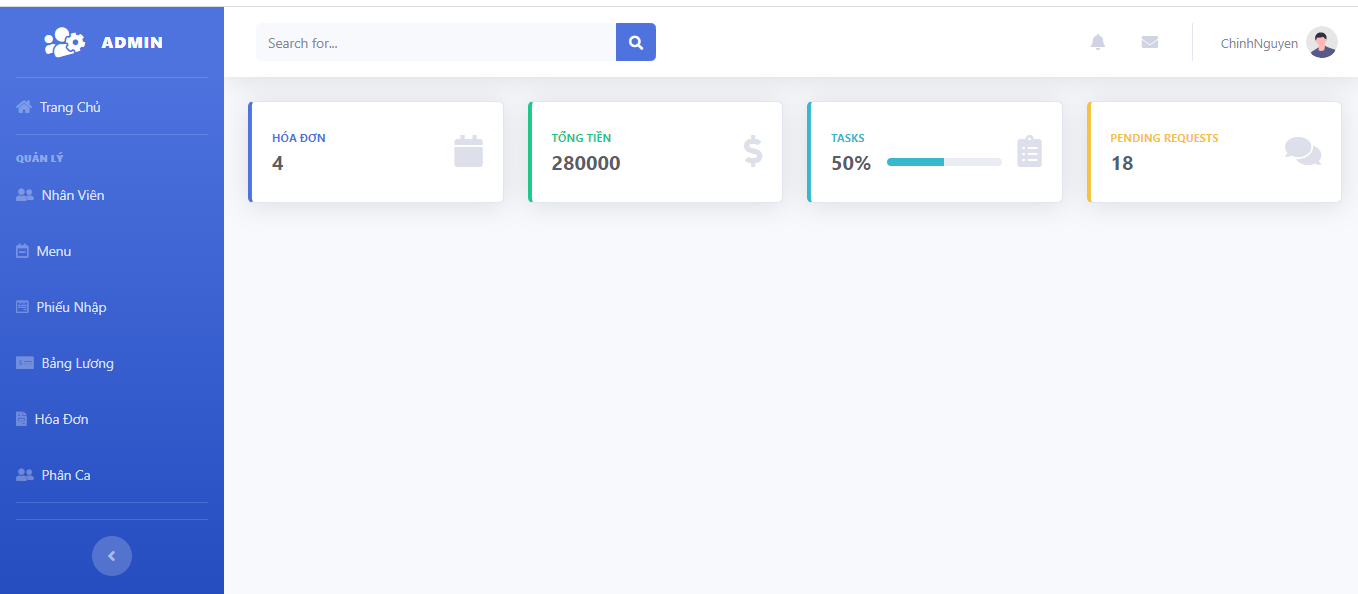 ADMIN
Trang Chủ
QUẢN LÝ
Nhân Viên
Menu
Phiếu Nhập
Bảng Lương
Hóa Đơn
Phân Ca
Search for...
ChinhNguyen
HÓA ĐƠN
4
TỔNG TIỀN
280000
TASKS
50%
PENDING REQUESTS
18